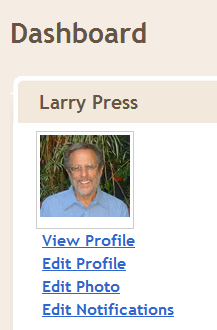 Dashboard
Larry Press
View Profile
Edit Profile
Edit Photo
Edit Notifications